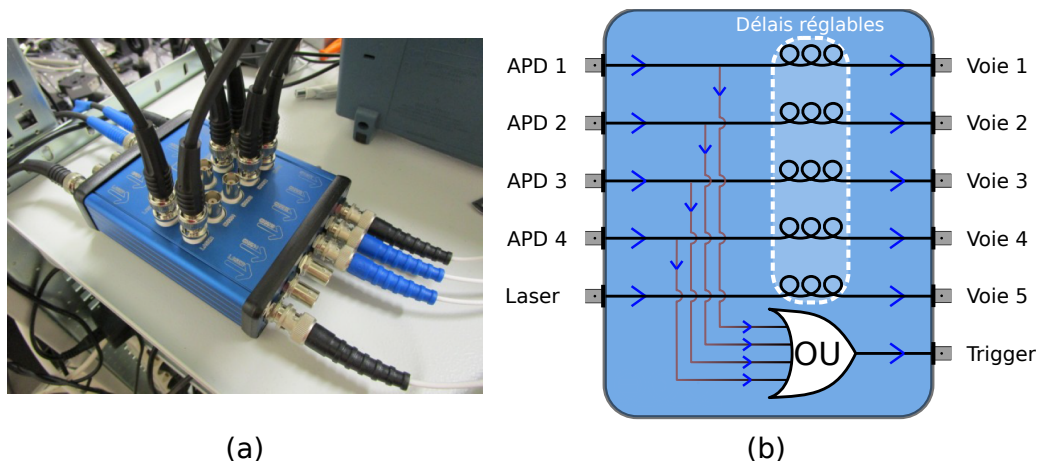 Délais réglables
APD 1
Voie 1
APD 2
Voie 2
APD 3
Voie 3
APD 4
Voie 4
Laser
Voie 5
OU
Trigger
(a)
(b)